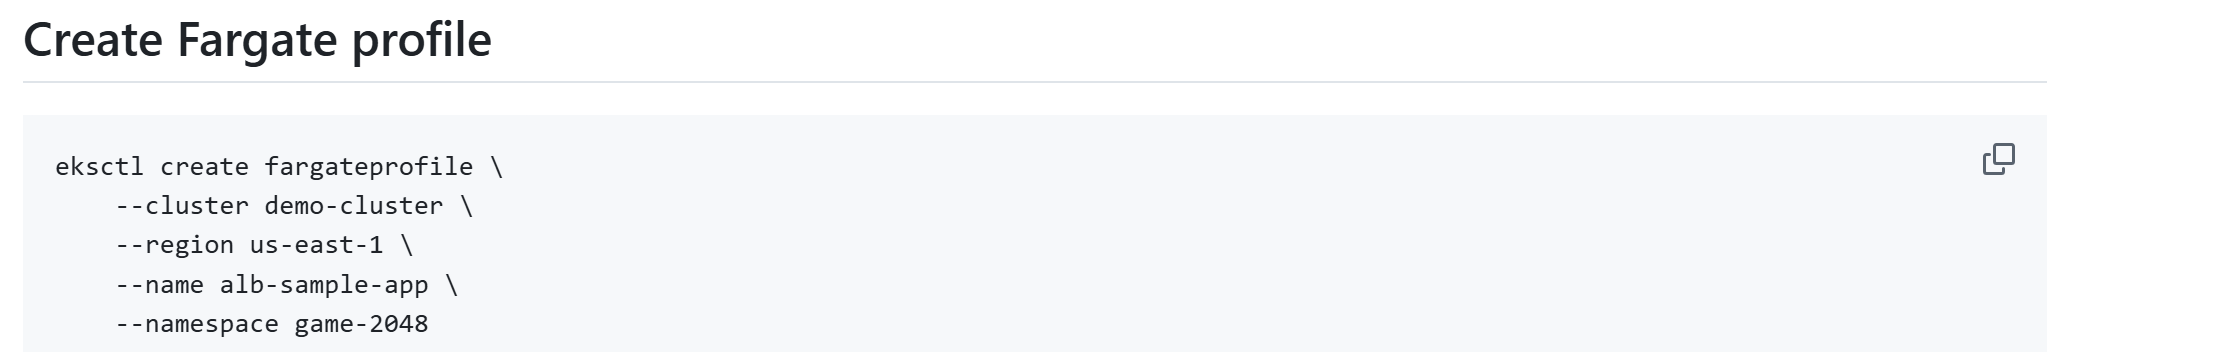 Create Fargate profile
eksctl create fargateprofile \
    --cluster demo-cluster \
    --region us-east-1 \
    --name alb-sample-app \
    --namespace game-2048